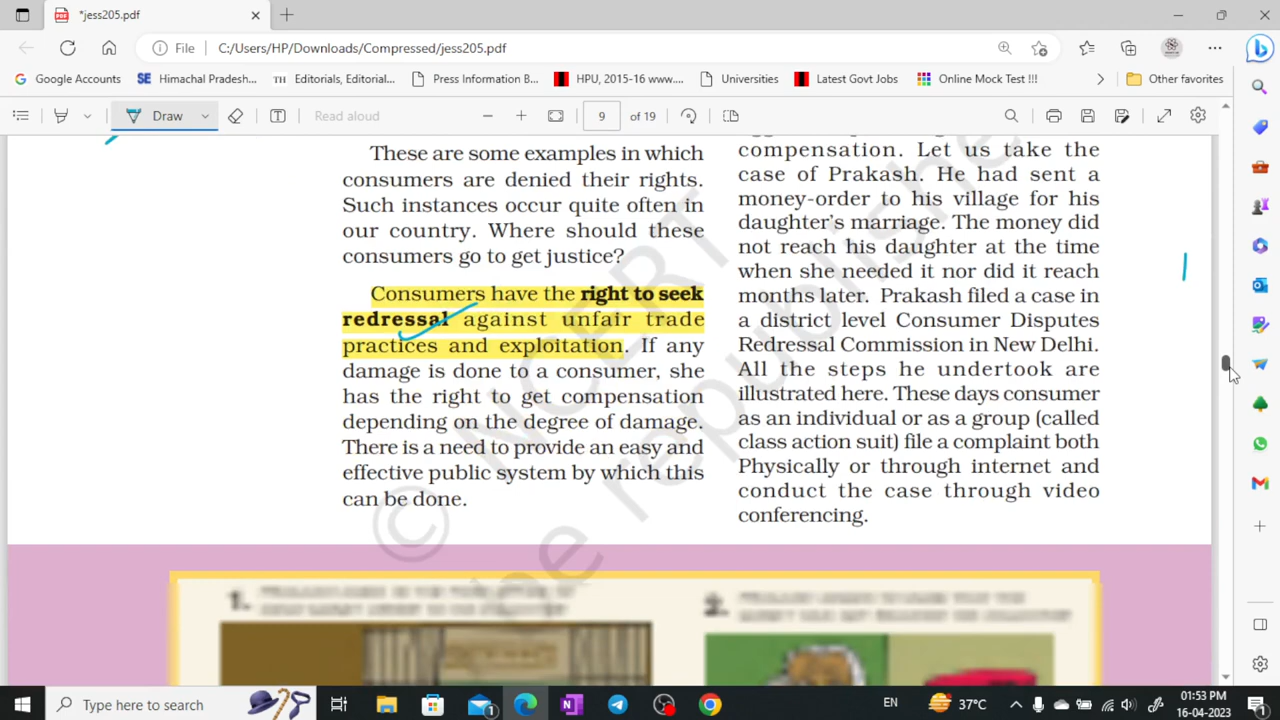 *jess205.pdf
File
C:/Users/HP/Downloads/Compressed/jess205.pdf
Google Accounts
SE Himachal Pradesh...
TH Editorials, Editorial...
Press Information B...
HPU, 2015-16 www....
Universities
Latest Govt Jobs
Online Mock Test !!!
Other favorites
Draw
Read aloud
9 of 19
These are some examples in which
consumers are denied their rights.
Such instances occur quite often in
our country. Where should these
consumers go to get justice?
Consumers have the right to seek
redressal against unfair trade
practices and exploitation. If any
damage is done to a consumer, she
has the right to get compensation
depending on the degree of damage.
There is a need to provide an easy and
effective public system by which this
can be done.
compensation. Let us take the
case of Prakash. He had sent a
money-order to his village for his
daughter's marriage. The money did
not reach his daughter at the time
when she needed it nor did it reach
months later. Prakash filed a case in
a district level Consumer Disputes
Redressal Commission in New Delhi.
All the steps he undertook are
illustrated here. These days consumer
as an individual or as a group (called
class action suit) file a complaint both
Physically or through internet and
conduct the case through video
conferencing.
© NCERT
be republishe
1.
2.
Type here to search
1
EN
37°C
01:53 PM
16-04-2023
1